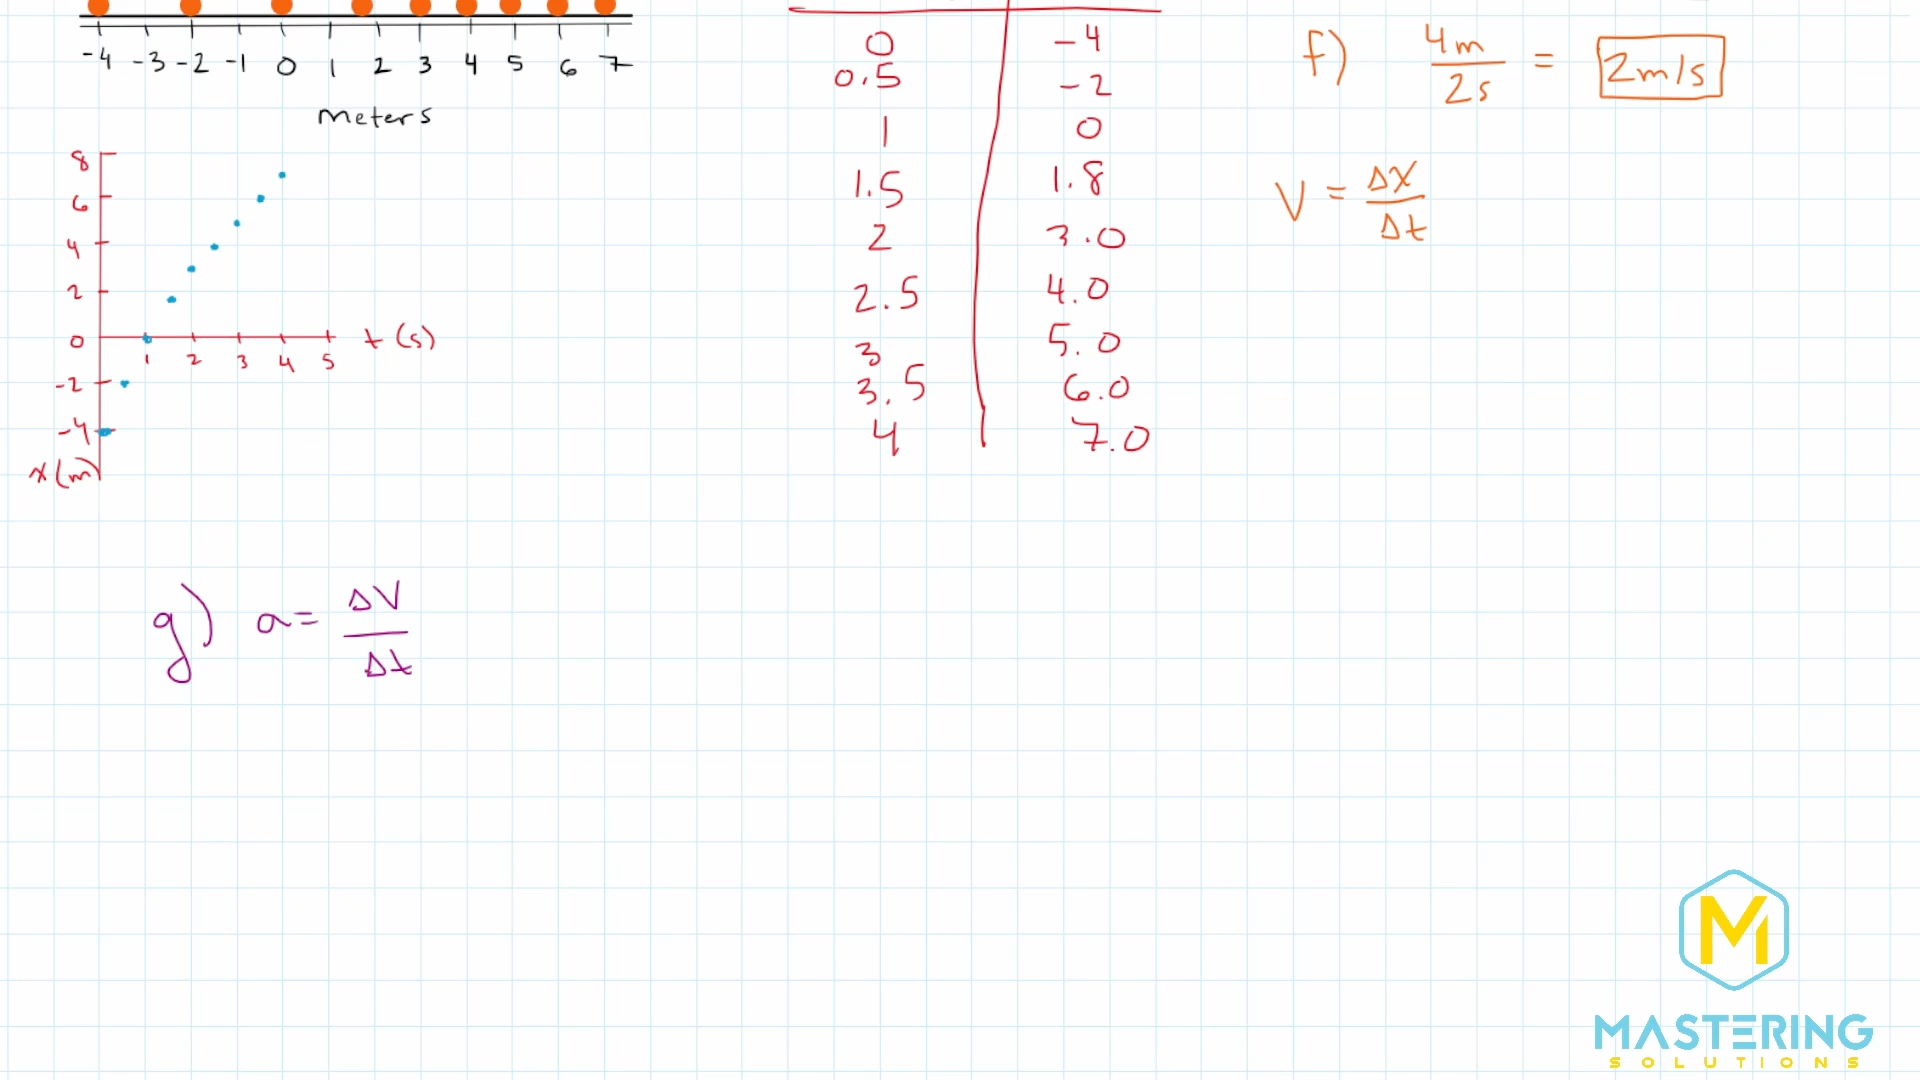 -4 -3 -2 -1 0 1 2 3 4 5 6 7
meters
8
6
4
2
0
-2
-4
x (m)
1 2 3 4 5
t (s)
0 -4
0.5 -2
1 0
1.5 1.8
2 3.0
2.5 4.0
3 5.0
3.5 6.0
4 7.0
f) 4m/2s = 2m/s
V = Δx/Δt
g) a = ΔV/Δt
M
MASTERING
SOLUTIONS